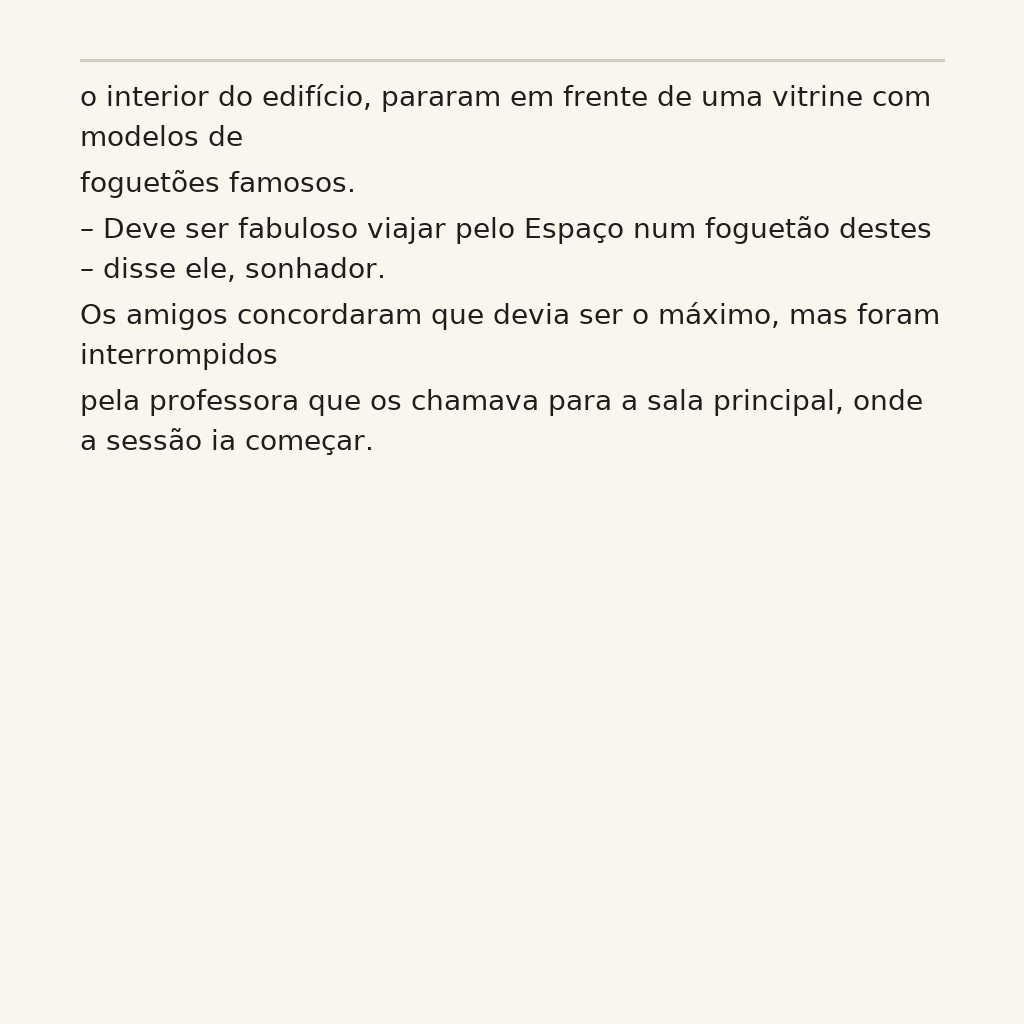 o interior do edifício, pararam em frente de uma vitrine com
modelos de
foguetões famosos.
– Deve ser fabuloso viajar pelo Espaço num foguetão destes
– disse ele, sonhador.
Os amigos concordaram que devia ser o máximo, mas foram
interrompidos
pela professora que os chamava para a sala principal, onde
a sessão ia começar.